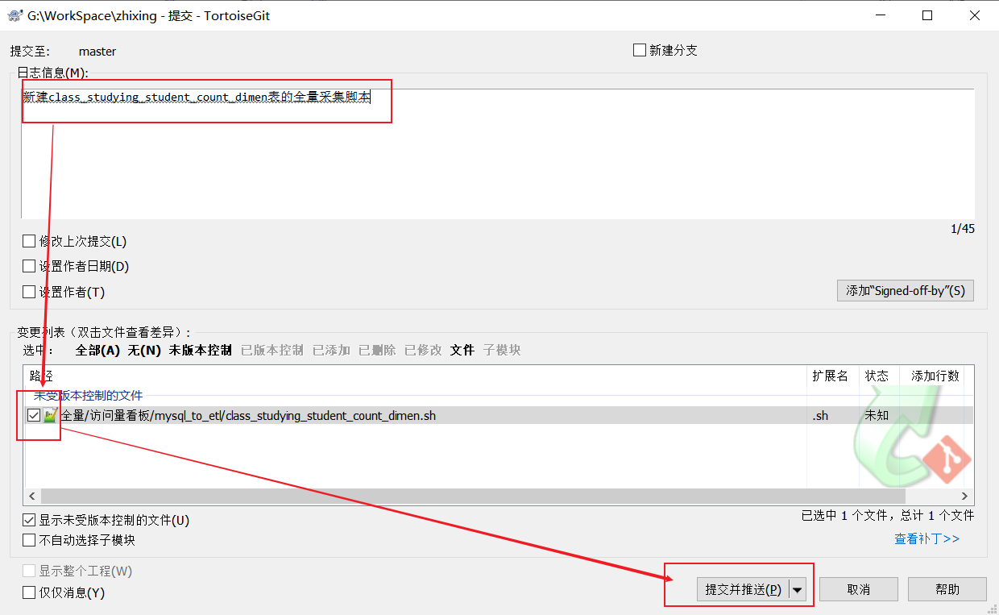 G:\WorkSpace\zhixing - 提交 - TortoiseGit
提交至: master
新建分支
日志信息(M):
新建class_studying_student_count_dimen表的全量采集脚本
1/45
修改上次提交(L)
设置作者日期(D)
设置作者(T)
添加“Signed-off-by”(S)
变更列表（双击文件查看差异）:
选中： 全部(A) 无(N) 未版本控制 已版本控制 已添加 已删除 已修改 文件 子模块
路径 扩展名 状态 添加行数
未受版本控制的文件
全量/访问量看板/mysql_to_etl/class_studying_student_count_dimen.sh .sh 未知
显示未受版本控制的文件(U)
已选中 1 个文件，总计 1 个文件
不自动选择子模块
查看补丁>>
显示整个工程(W)
仅仅消息(Y)
提交并推送(P)
取消
帮助